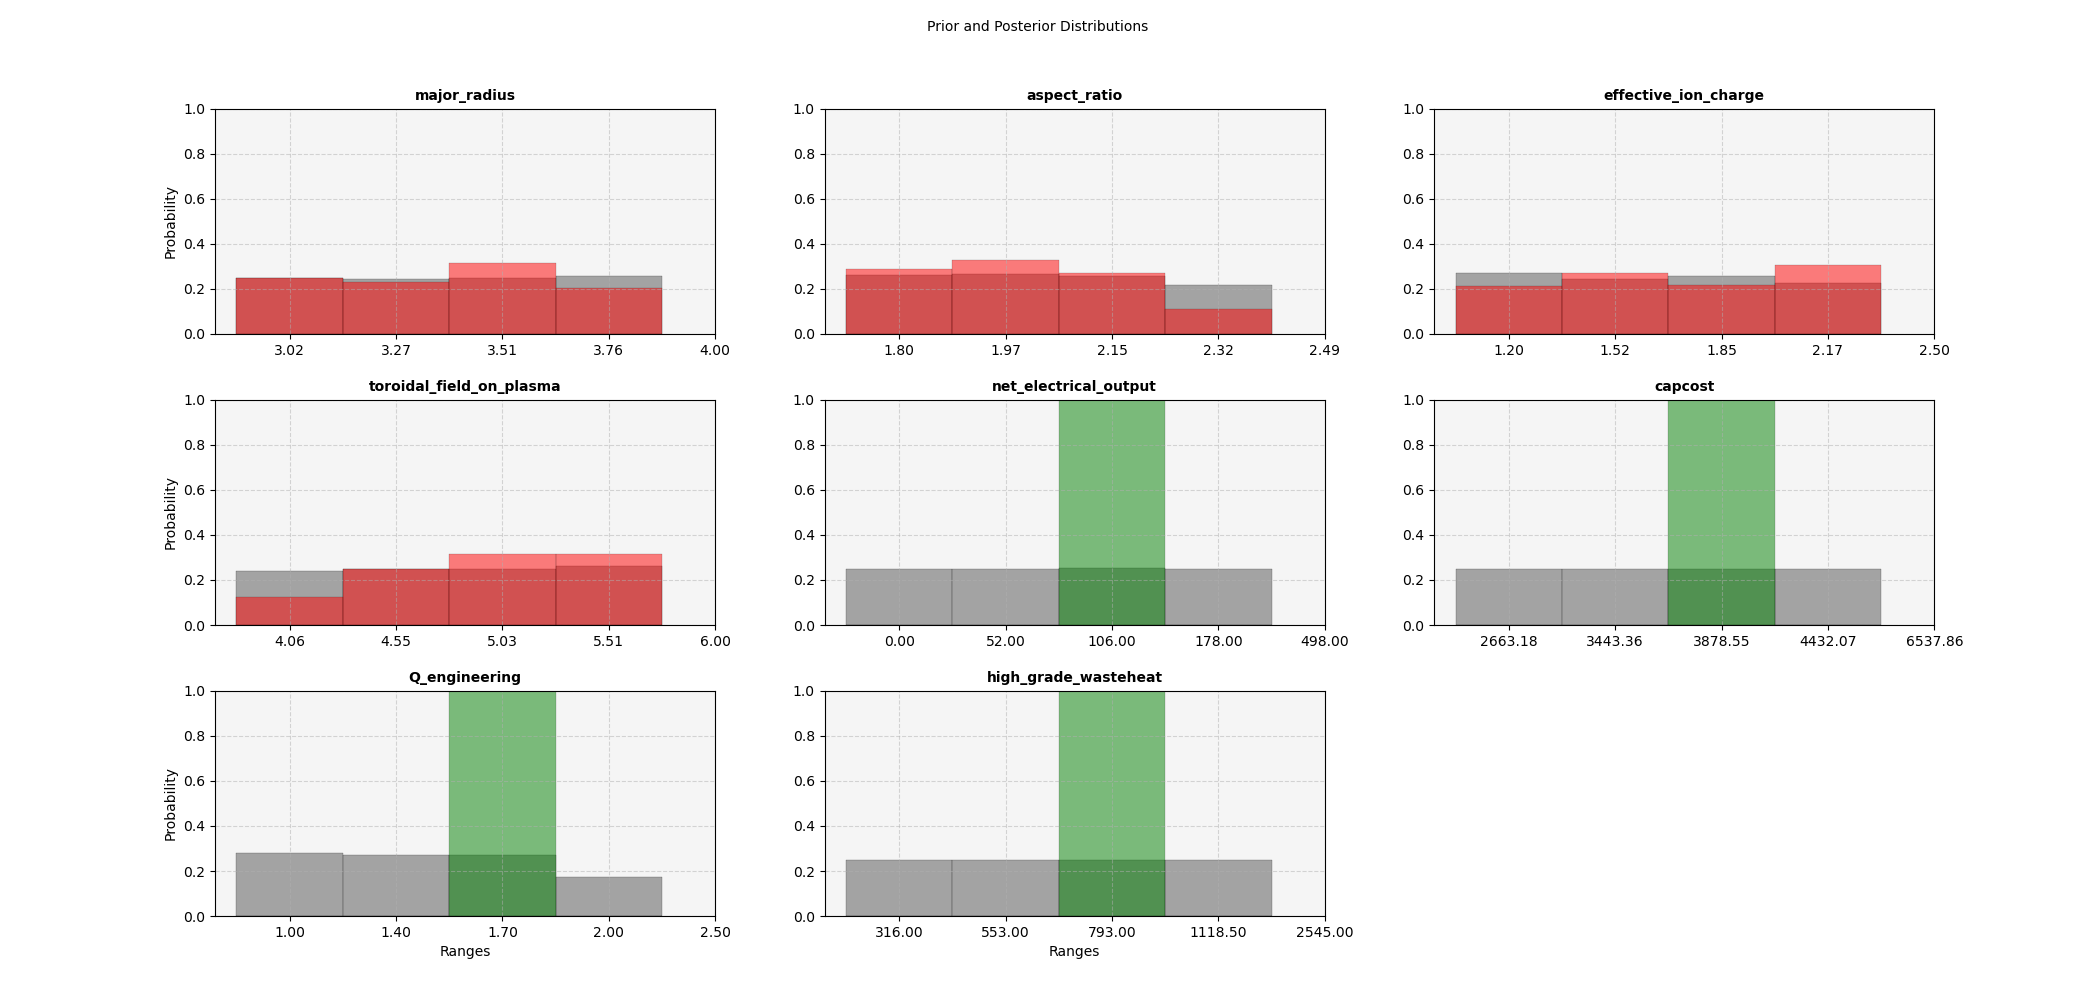 Prior and Posterior Distributions
major_radius
aspect_ratio
effective_ion_charge
1.0
0.8
0.6
0.4
0.2
0.0
Probability
3.02 3.27 3.51 3.76 4.00
1.0
0.8
0.6
0.4
0.2
0.0
1.80 1.97 2.15 2.32 2.49
1.0
0.8
0.6
0.4
0.2
0.0
1.20 1.52 1.85 2.17 2.50
toroidal_field_on_plasma
net_electrical_output
capcost
1.0
0.8
0.6
0.4
0.2
0.0
Probability
4.06 4.55 5.03 5.51 6.00
1.0
0.8
0.6
0.4
0.2
0.0
0.00 52.00 106.00 178.00 498.00
1.0
0.8
0.6
0.4
0.2
0.0
2663.18 3443.36 3878.55 4432.07 6537.86
Q_engineering
high_grade_wasteheat
1.0
0.8
0.6
0.4
0.2
0.0
Probability
1.00 1.40 1.70 2.00 2.50
Ranges
1.0
0.8
0.6
0.4
0.2
0.0
316.00 553.00 793.00 1118.50 2545.00
Ranges